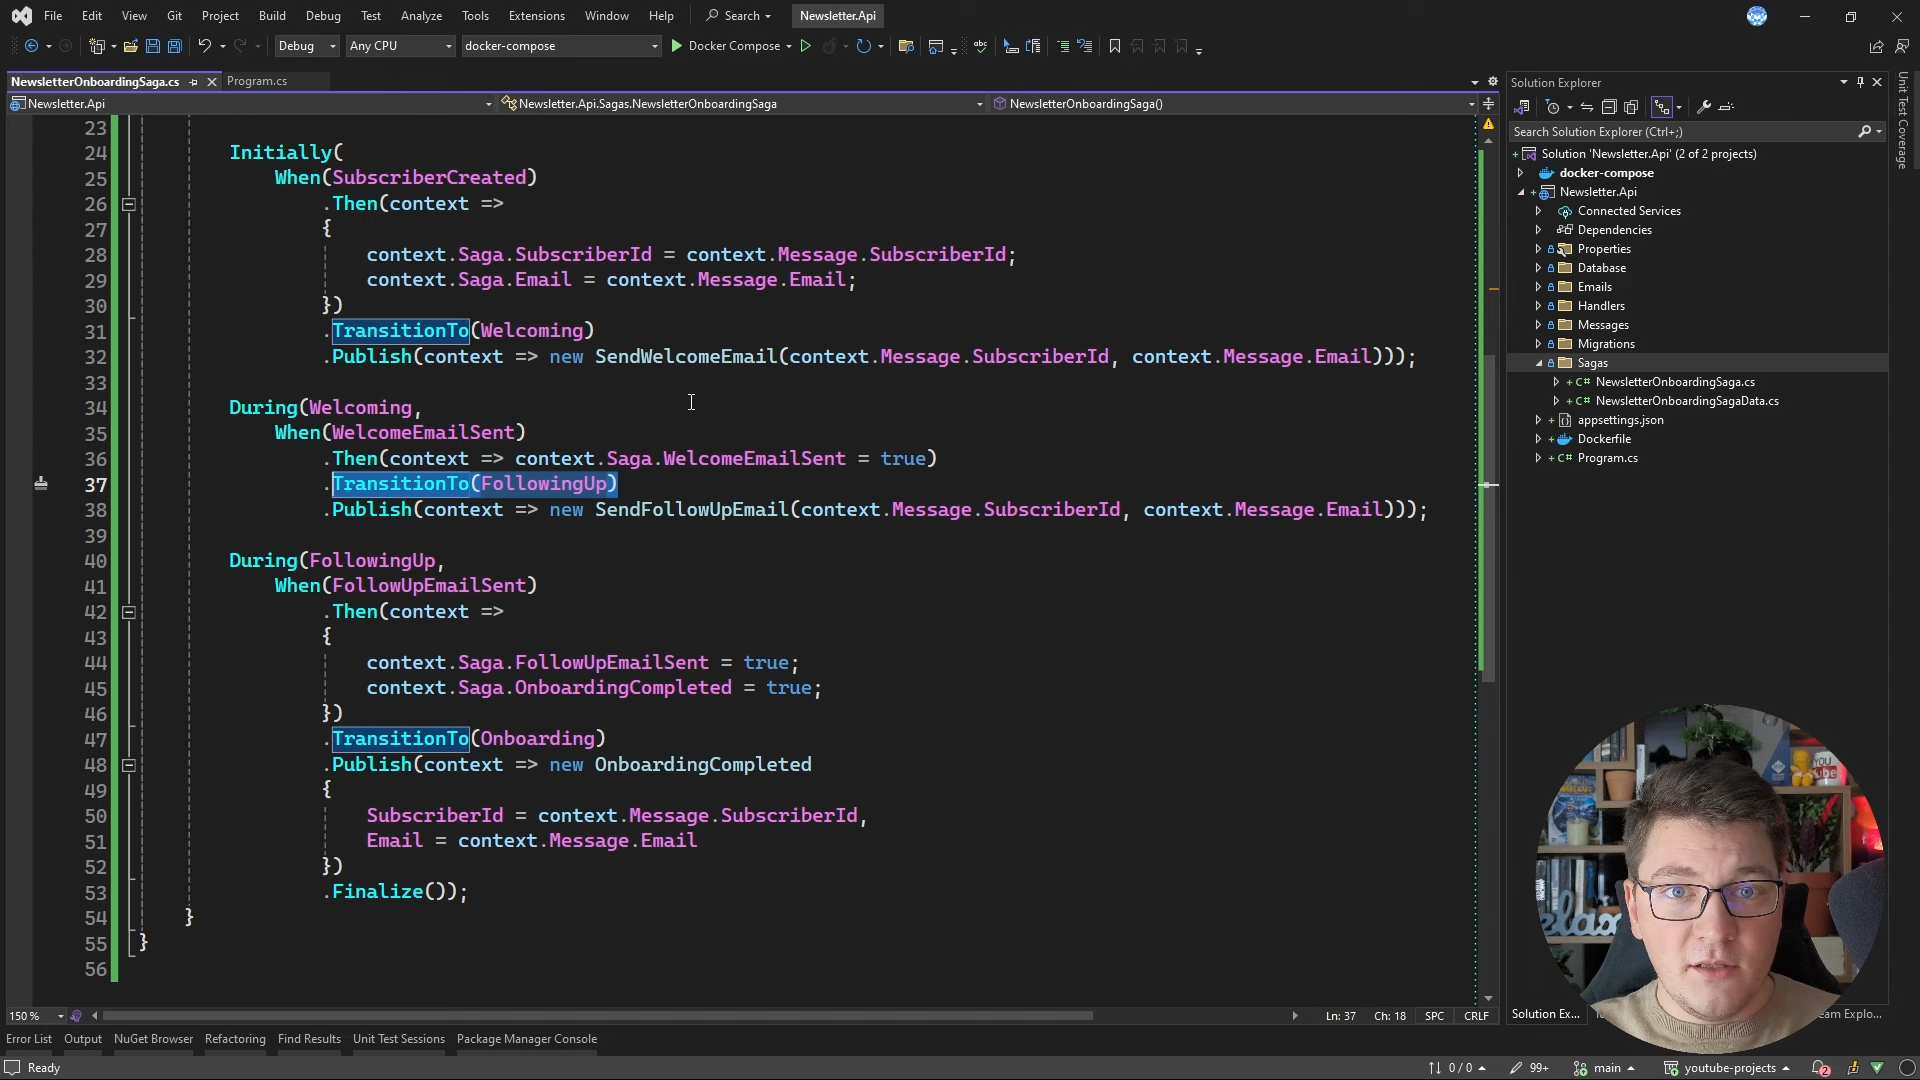 File Edit View Git Project Build Debug Test Analyze Tools Extensions Window Help Search Newsletter.Api
Debug Any CPU docker-compose Docker Compose
NewsletterOnboardingSaga.cs Program.cs
Newsletter.Api Newsletter.Api.Sagas.NewsletterOnboardingSaga NewsletterOnboardingSaga()
23
24 Initially(
25 When(SubscriberCreated)
26 .Then(context =>
27 {
28 context.Saga.SubscriberId = context.Message.SubscriberId;
29 context.Saga.Email = context.Message.Email;
30 })
31 .TransitionTo(Welcoming)
32 .Publish(context => new SendWelcomeEmail(context.Message.SubscriberId, context.Message.Email)));
33
34 During(Welcoming,
35 When(WelcomeEmailSent)
36 .Then(context => context.Saga.WelcomeEmailSent = true)
37 .TransitionTo(FollowingUp)
38 .Publish(context => new SendFollowUpEmail(context.Message.SubscriberId, context.Message.Email)));
39
40 During(FollowingUp,
41 When(FollowUpEmailSent)
42 .Then(context =>
43 {
44 context.Saga.FollowUpEmailSent = true;
45 context.Saga.OnboardingCompleted = true;
46 })
47 .TransitionTo(Onboarding)
48 .Publish(context => new OnboardingCompleted
49 {
50 SubscriberId = context.Message.SubscriberId,
51 Email = context.Message.Email
52 })
53 .Finalize());
54 }
55 }
56
150 % Ln: 37 Ch: 18 SPC CRLF
Error List Output NuGet Browser Refactoring Find Results Unit Test Sessions Package Manager Console
Ready 0 / 0 99+ main youtube-projects 2
Solution Explorer
Search Solution Explorer (Ctrl+;)
Solution 'Newsletter.Api' (2 of 2 projects)
docker-compose
Newsletter.Api
Connected Services
Dependencies
Properties
Database
Emails
Handlers
Messages
Migrations
Sagas
C# NewsletterOnboardingSaga.cs
C# NewsletterOnboardingSagaData.cs
appsettings.json
Dockerfile
C# Program.cs
Solution Ex...
eam Explo...
Unit Test Coverage
YOU
Tube
relax